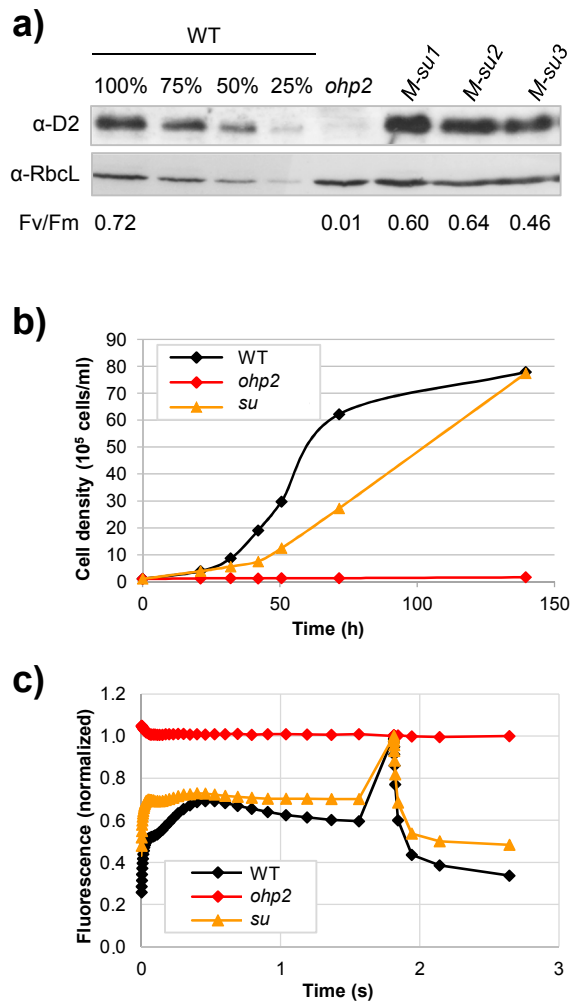 a)
WT
100% 75% 50% 25% ohp2 M-su1 M-su2 M-su3
α-D2
α-RbcL
Fv/Fm 0.72 0.01 0.60 0.64 0.46
b)
90
80
70
60
50
40
30
20
10
0
Cell density (10⁵ cells/ml)
WT
ohp2
su
0 50 100 150
Time (h)
c)
1.2
1.0
0.8
0.6
0.4
0.2
0.0
Fluorescence (normalized)
WT
ohp2
su
0 1 2 3
Time (s)